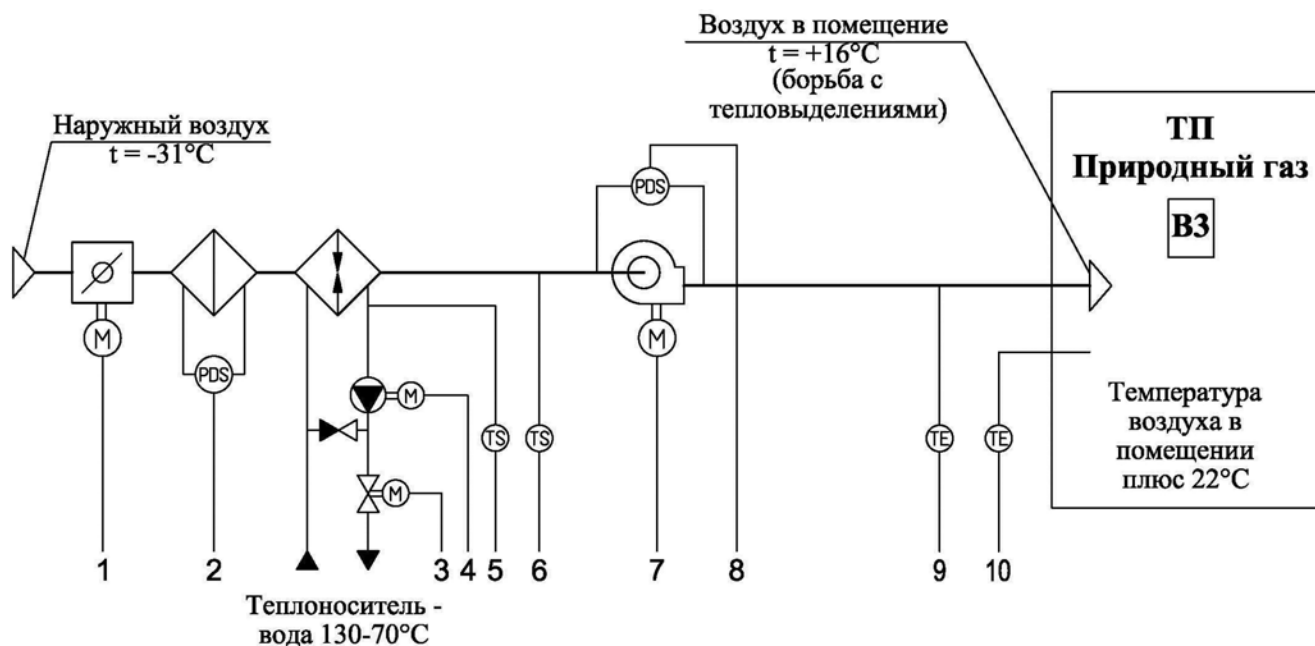 Воздух в помещение
t = +16°C
(борьба с
тепловыделениями)
Наружный воздух
t = -31°C
ТП
Природный газ
В3
PDS
M
PDS
M
M
M
TS
TS
TE
TE
Температура
воздуха в
помещении
плюс 22°C
1
2
3
4
5
6
7
8
9
10
Теплоноситель -
вода 130-70°C